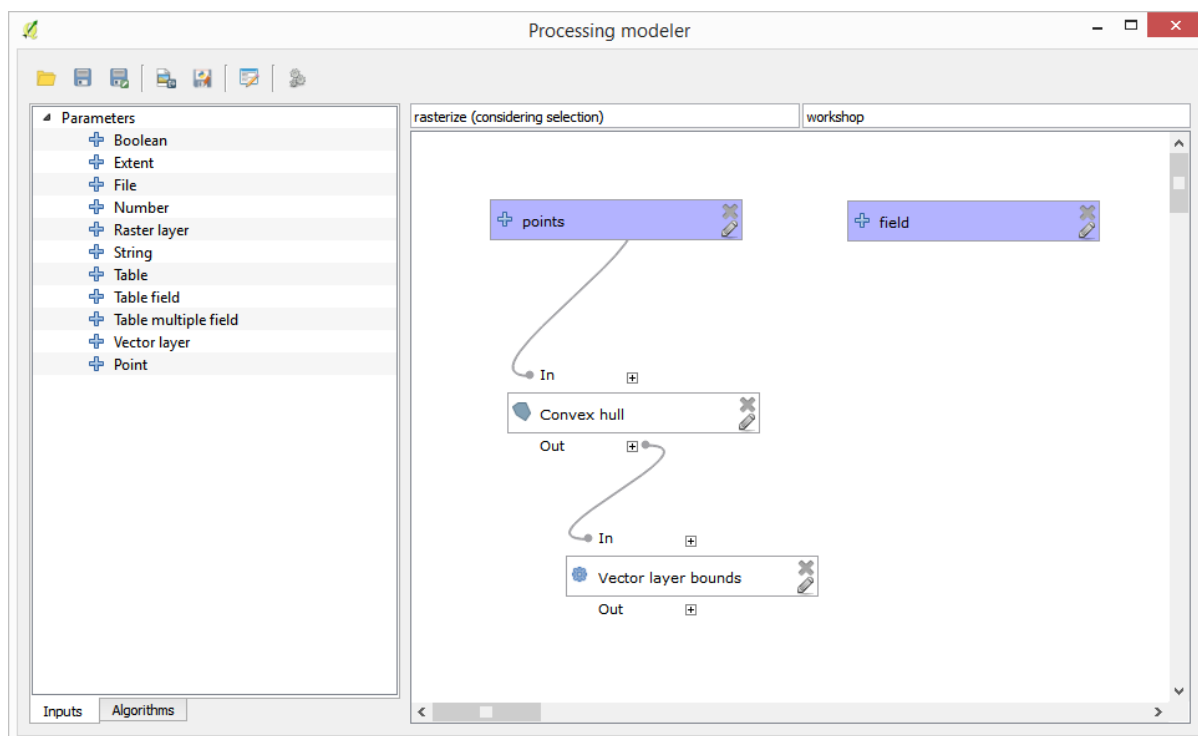 Processing modeler
Parameters
Boolean
Extent
File
Number
Raster layer
String
Table
Table field
Table multiple field
Vector layer
Point
Inputs
Algorithms
rasterize (considering selection)
workshop
points
field
In
Convex hull
Out
In
Vector layer bounds
Out